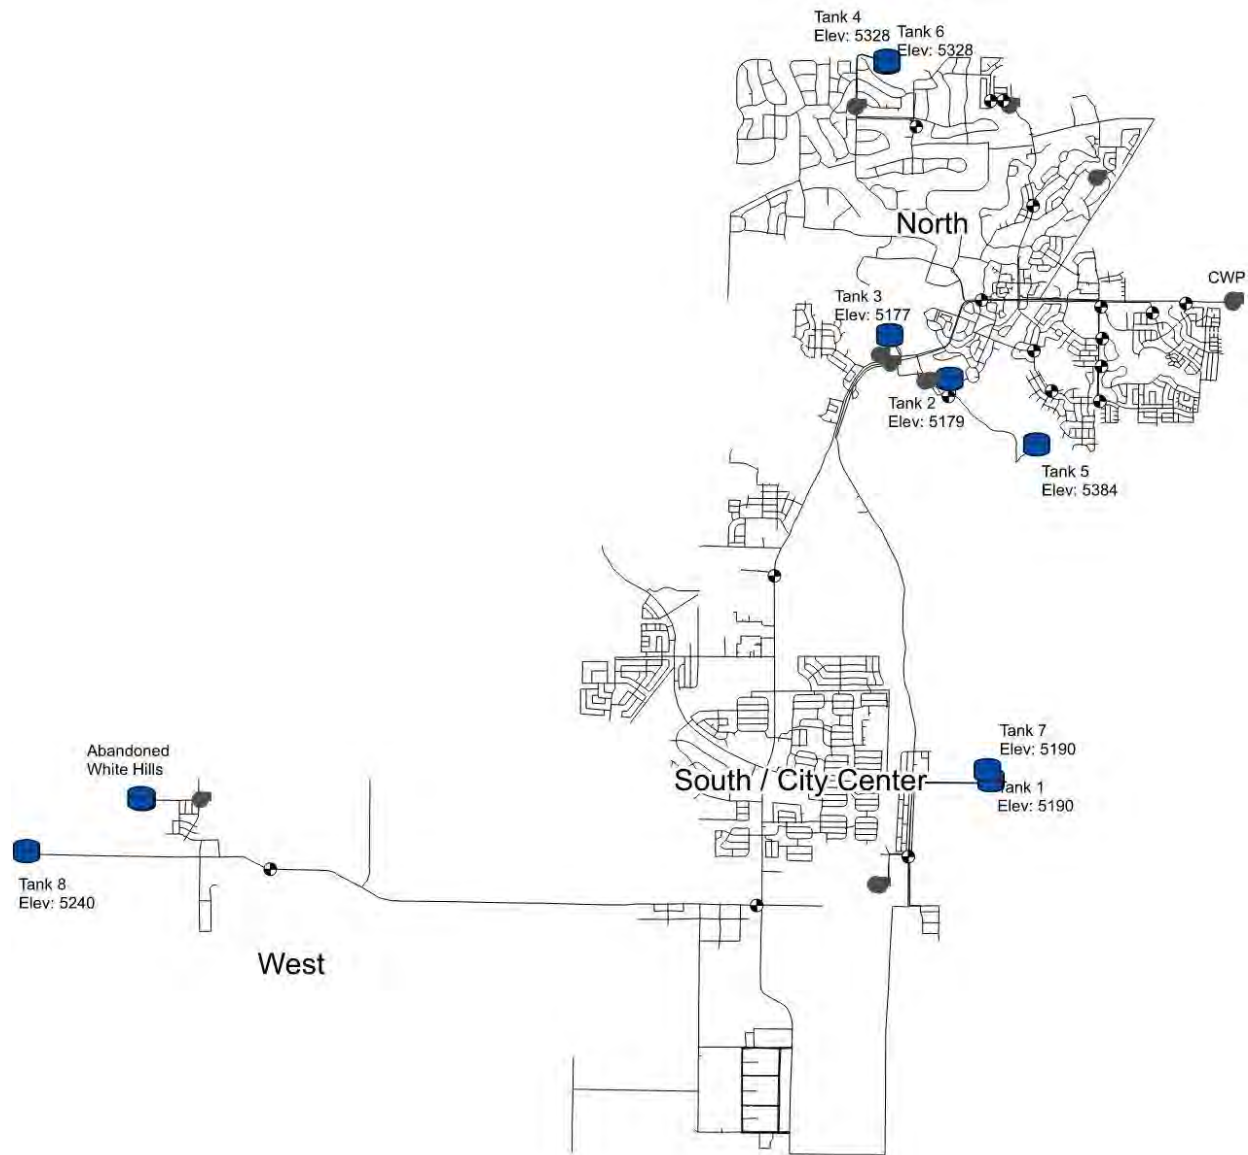 Tank 4
Elev: 5328
Tank 6
Elev: 5328
North
CWP
Tank 3
Elev: 5177
Tank 2
Elev: 5179
Tank 5
Elev: 5384
Tank 7
Elev: 5190
Abandoned
White Hills
South / City Center
Tank 1
Elev: 5190
Tank 8
Elev: 5240
West